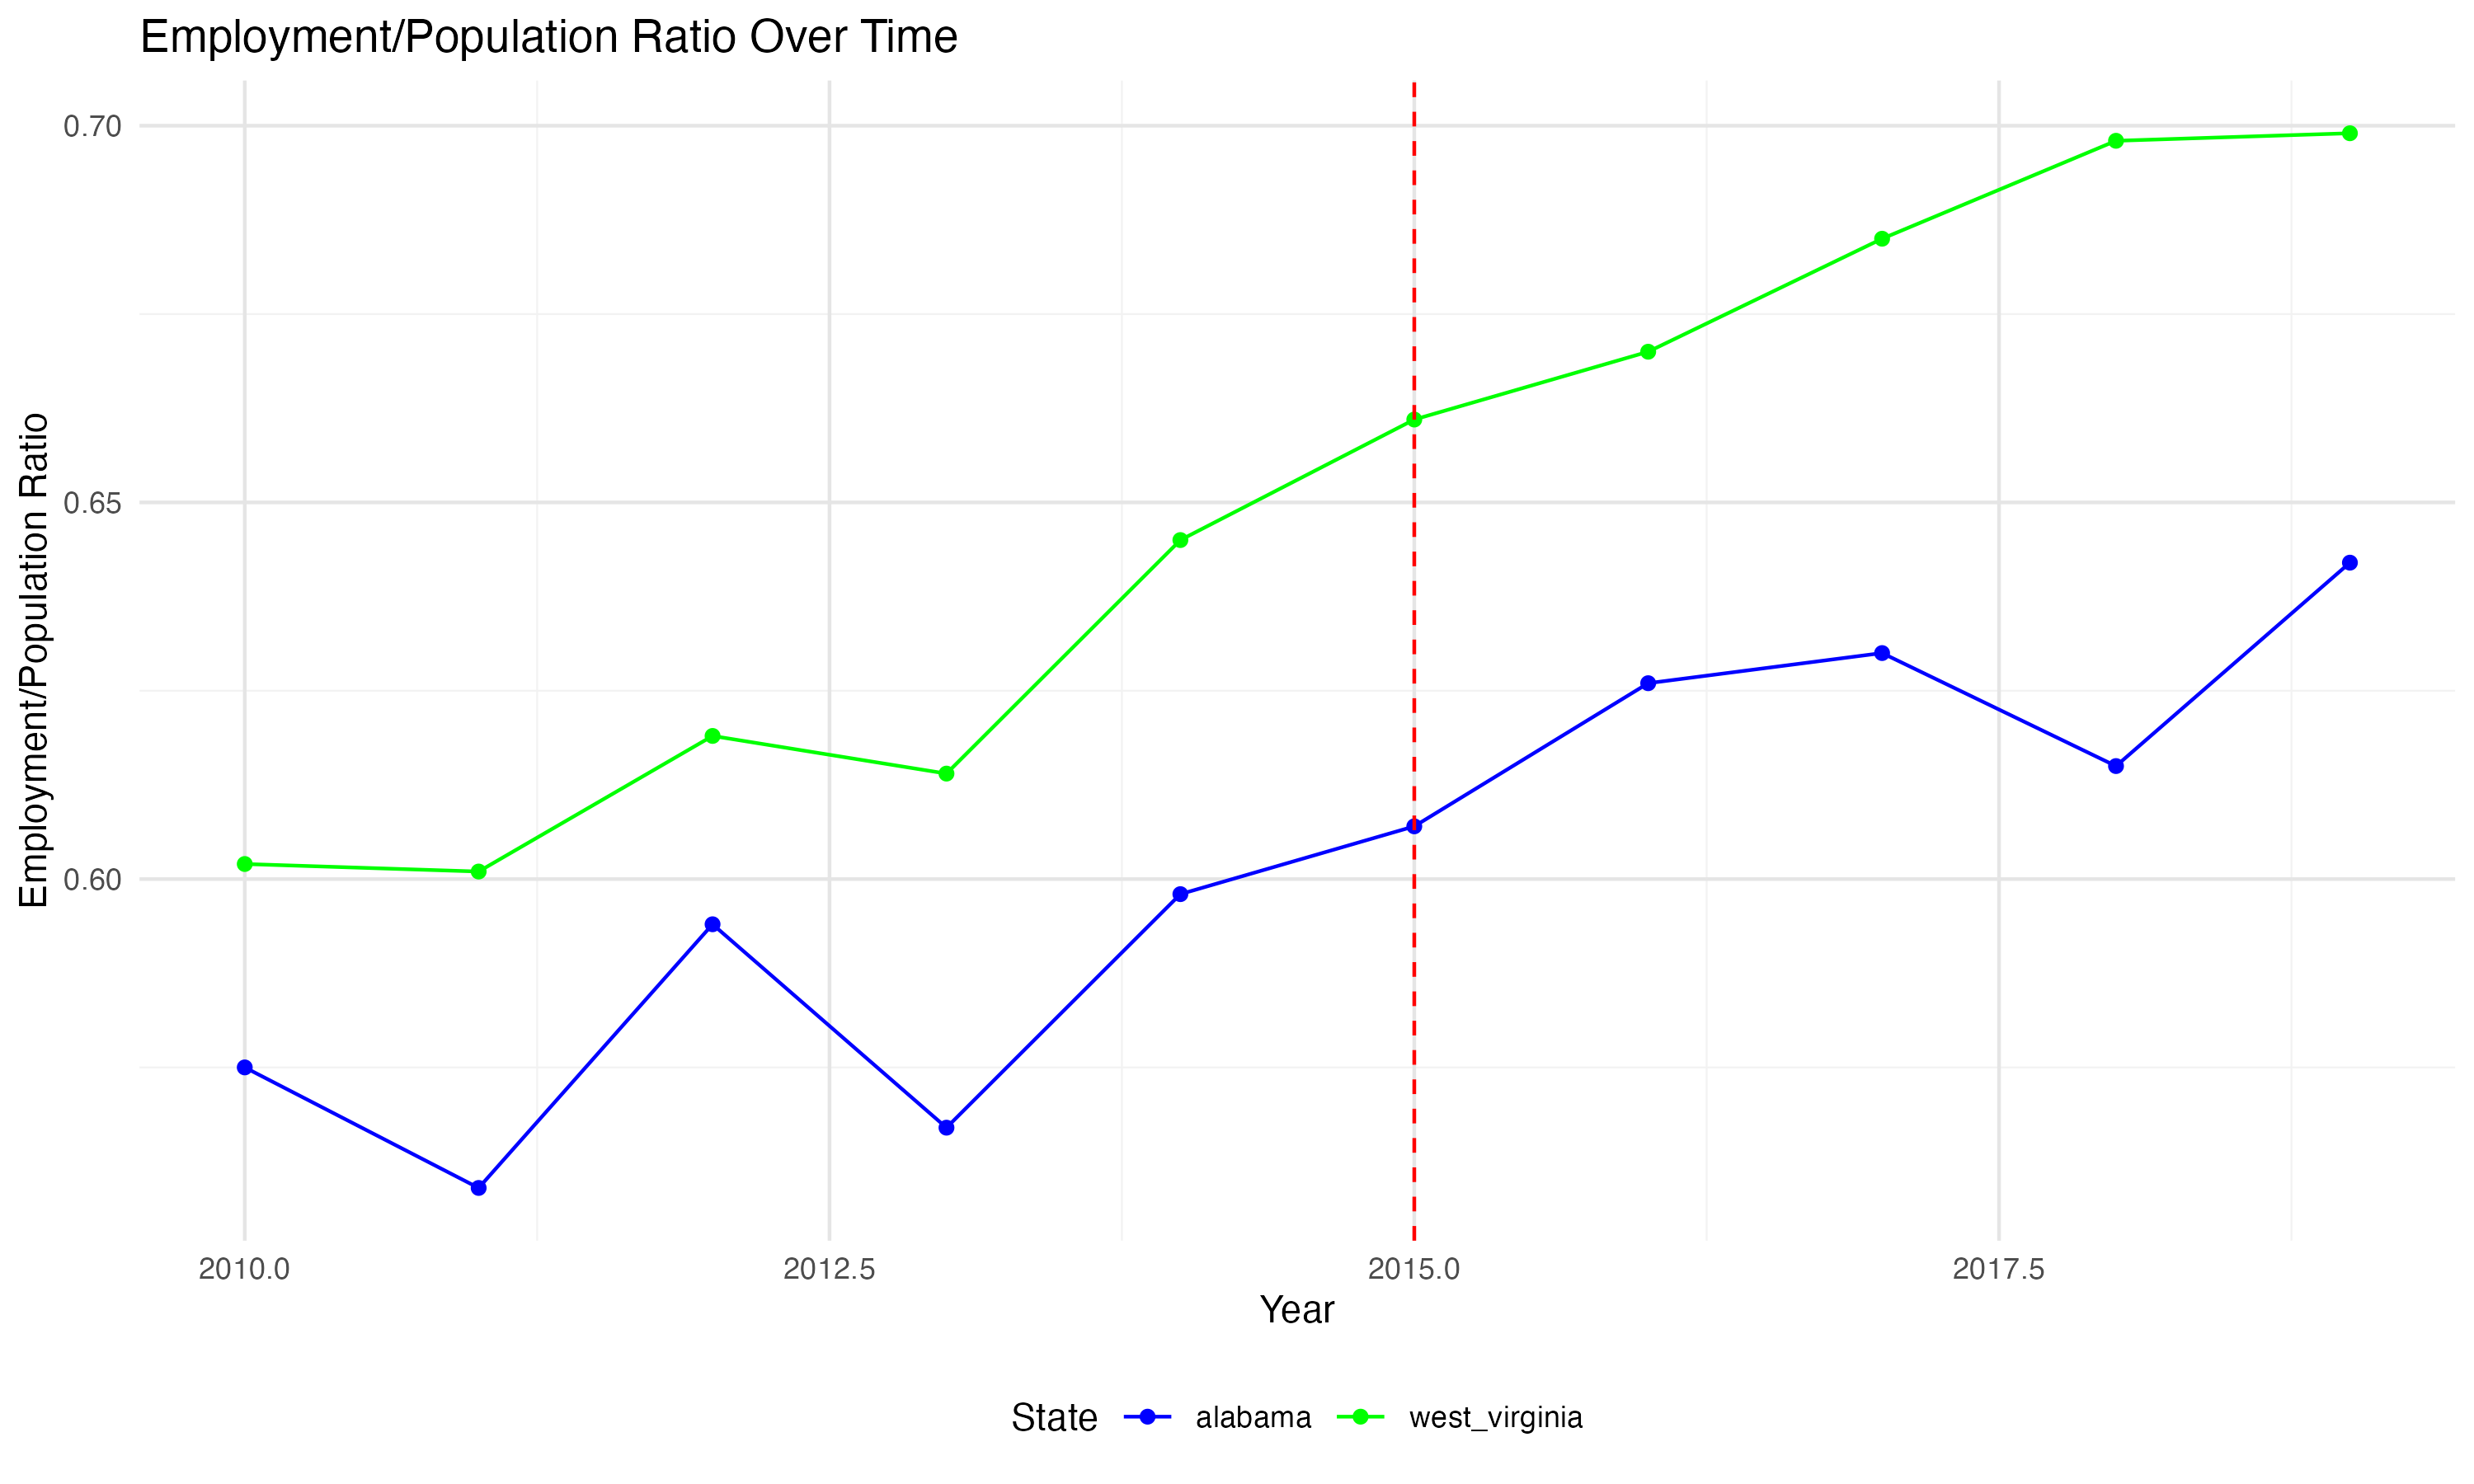 Employment/Population Ratio Over Time
Employment/Population Ratio
0.70
0.65
0.60
2010.0
2012.5
2015.0
2017.5
Year
State alabama west_virginia